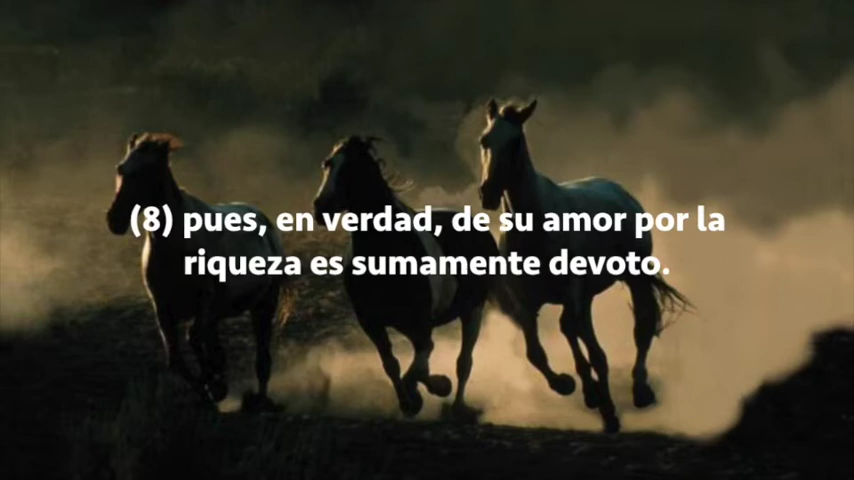 (8) pues, en verdad, de su amor por la
riqueza es sumamente devoto.